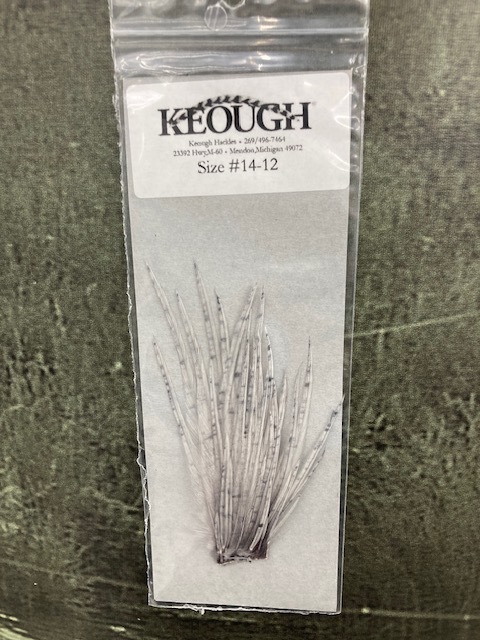 KEOUGH
Keough Hackles • 269/496-7464
23392 Hwy,M-60 • Mendon,Michigan 49072
Size #14-12